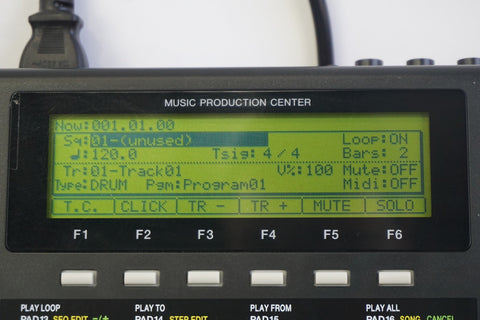 MUSIC PRODUCTION CENTER
Now:001.01.00
Sq:01-(unused) Loop:ON
♩:120.0 Tsig: 4/4 Bars: 2
Tr:01-Track01 V%:100 Mute:OFF
Type:DRUM Pgm:Program01 Midi:OFF
T.C. CLICK TR - TR + MUTE SOLO
F1 F2 F3 F4 F5 F6
PLAY LOOP PLAY TO PLAY FROM PLAY ALL
PAD13 SEQ EDIT -/+ PAD14 STEP EDIT PAD15 PAD16 SONG CANCEL